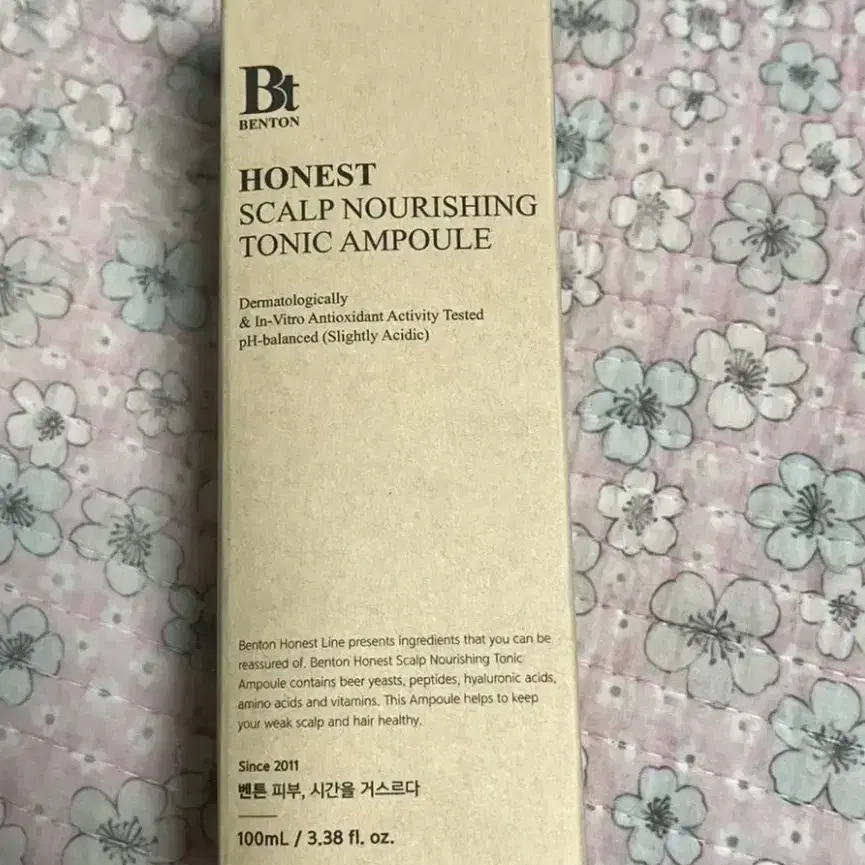 Bt
BENTON
HONEST
SCALP NOURISHING
TONIC AMPOULE
Dermatologically
& In-Vitro Antioxidant Activity Tested
pH-balanced (Slightly Acidic)
Benton Honest Line presents ingredients that you can be
reassured of. Benton Honest Scalp Nourishing Tonic
Ampoule contains beer yeasts, peptides, hyaluronic acids,
amino acids and vitamins. This Ampoule helps to keep
your weak scalp and hair healthy.
Since 2011
벤튼 피부, 시간을 거스르다
100mL / 3.38 fl. oz.